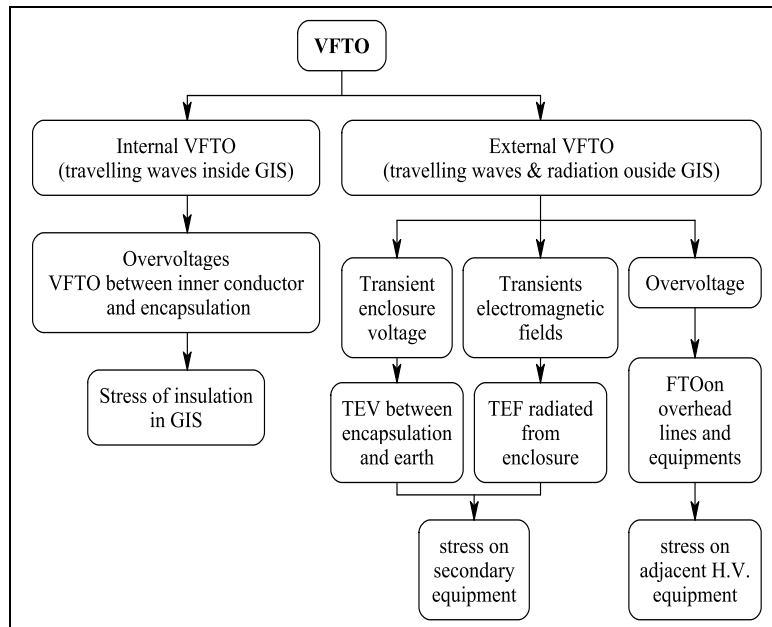 VFTO
Internal VFTO
(travelling waves inside GIS)
External VFTO
(travelling waves & radiation ouside GIS)
Overvoltages
VFTO between inner conductor
and encapsulation
Stress of insulation
in GIS
Transient
enclosure
voltage
Transients
electromagnetic
fields
Overvoltage
TEV between
encapsulation
and earth
TEF radiated
from
enclosure
FTOon
overhead
lines and
equipments
stress on
secondary
equipment
stress on
adjacent H.V.
equipment